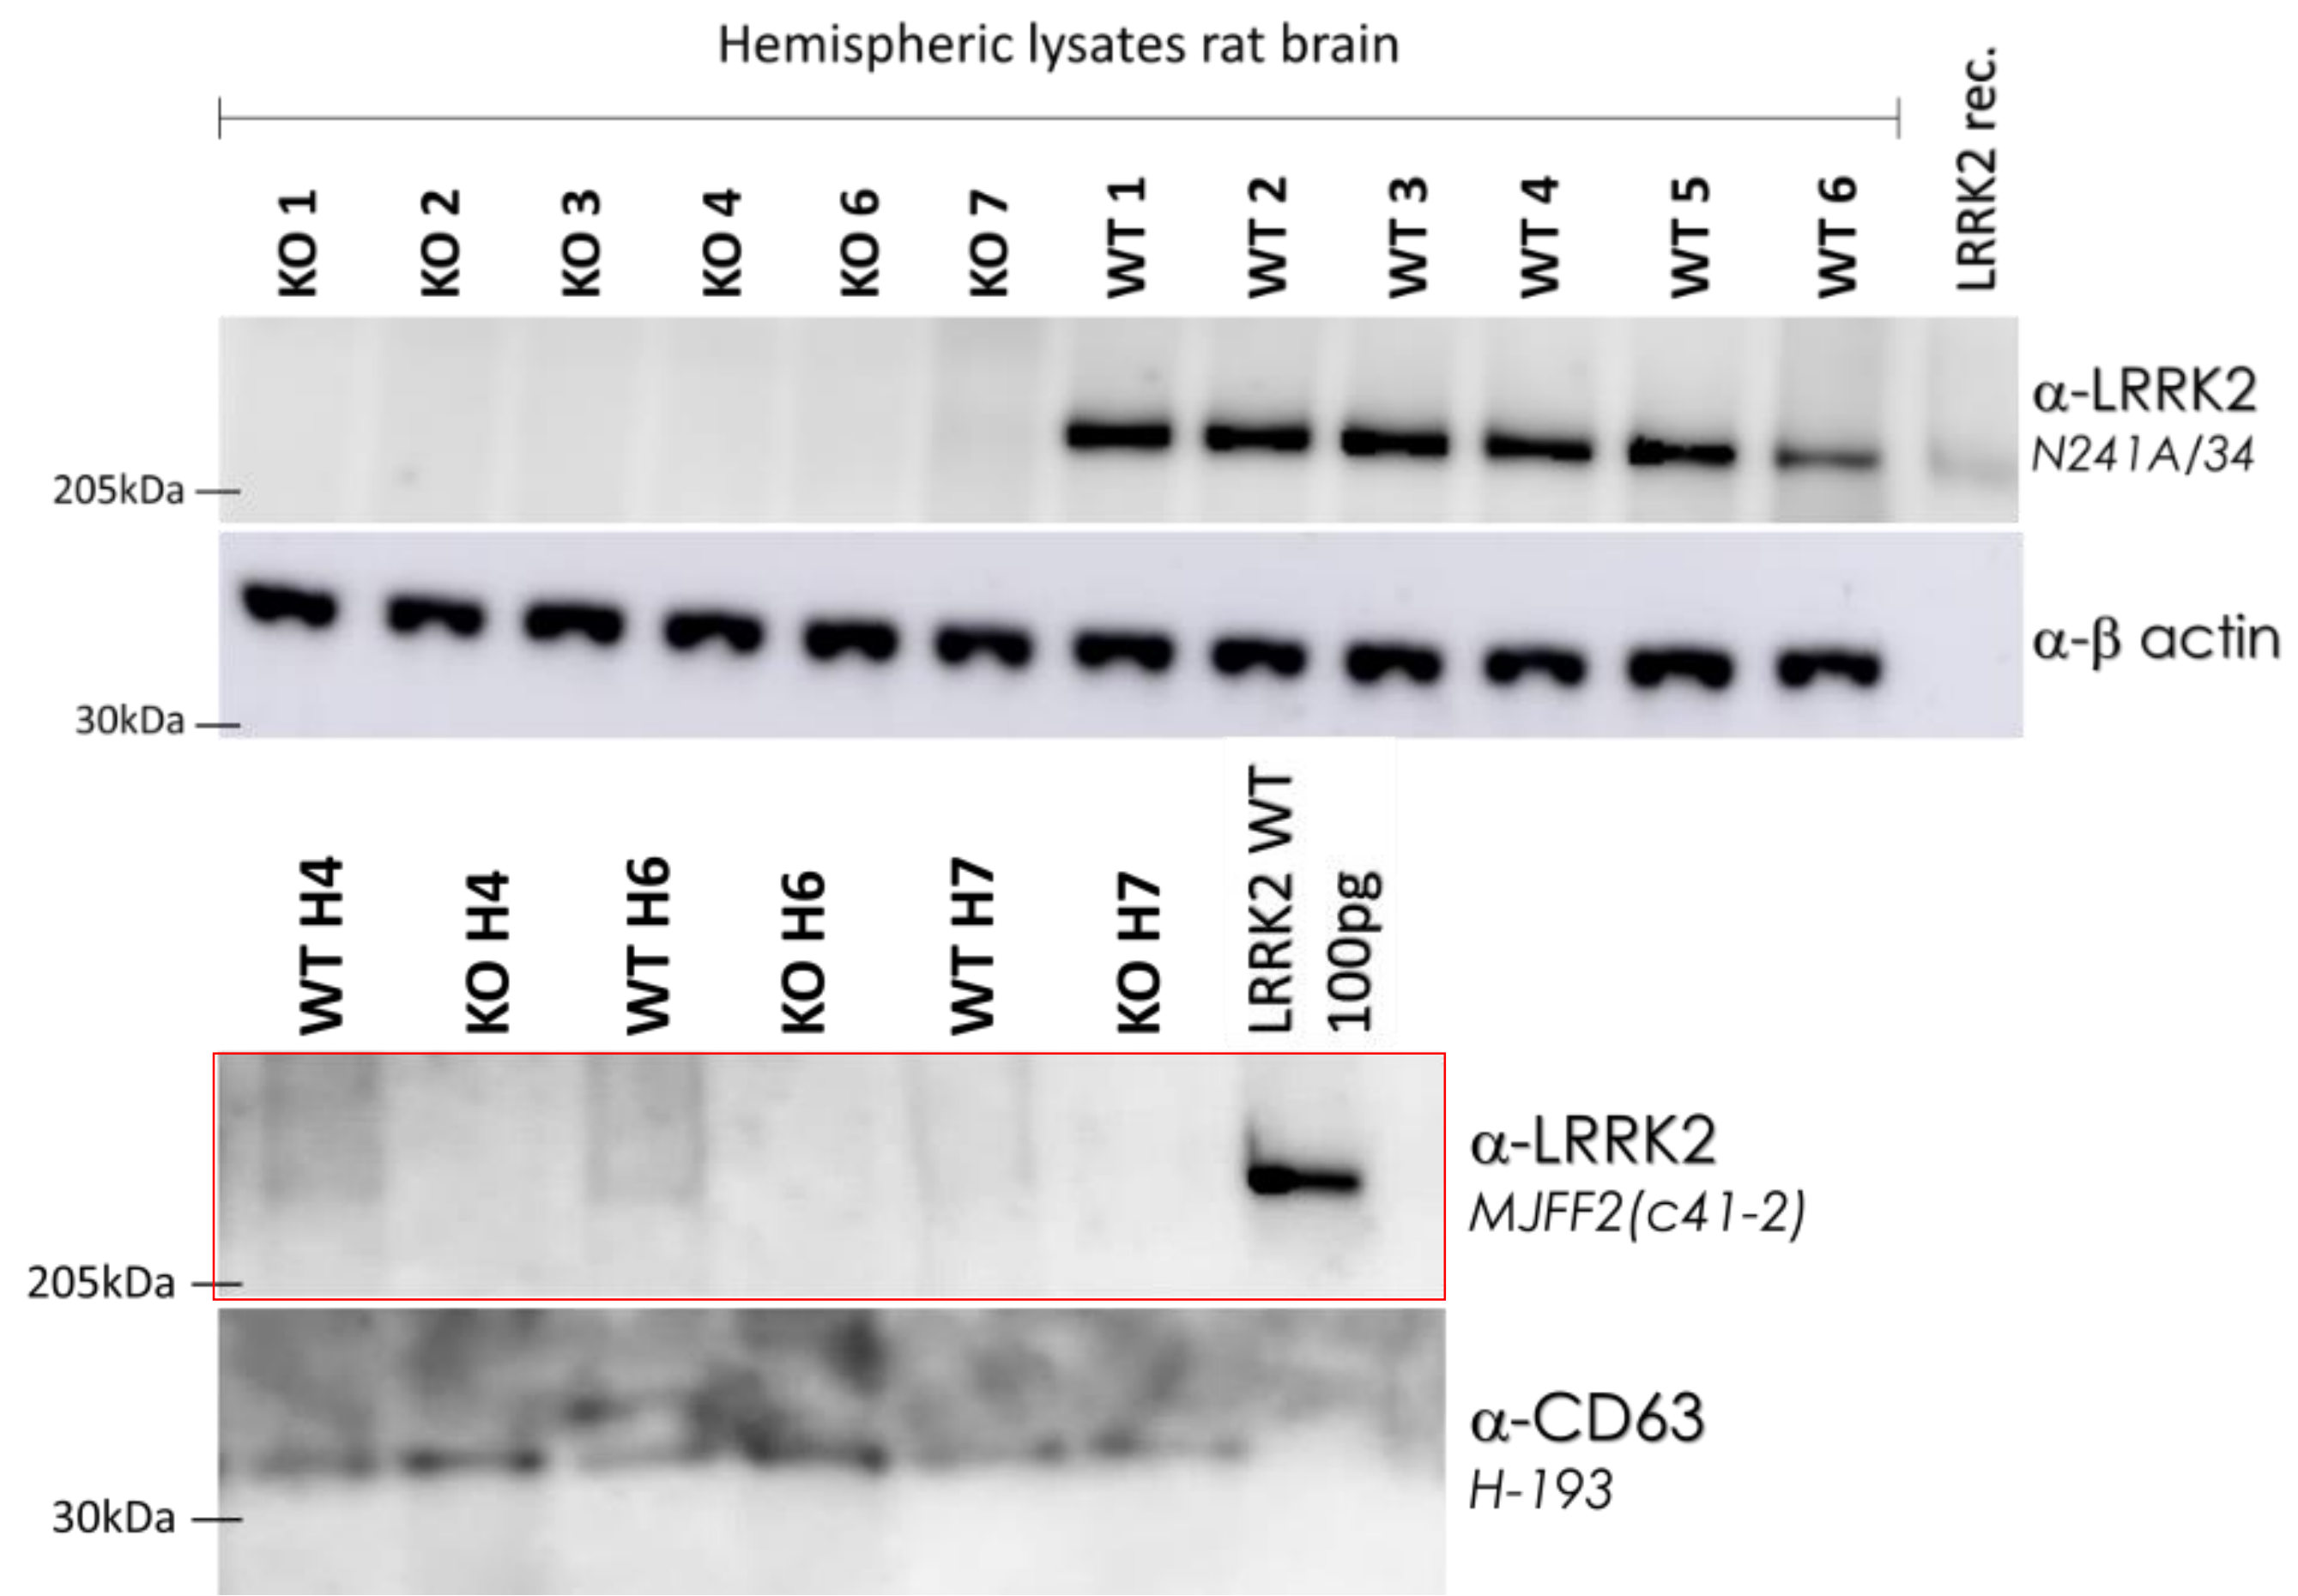 Hemispheric lysates rat brain
KO 1
KO 2
KO 3
KO 4
KO 6
KO 7
WT 1
WT 2
WT 3
WT 4
WT 5
WT 6
LRRK2 rec.
α-LRRK2
N241A/34
205kDa
α-β actin
30kDa
WT H4
KO H4
WT H6
KO H6
WT H7
KO H7
LRRK2 WT
100pg
α-LRRK2
MJFF2(c41-2)
205kDa
α-CD63
H-193
30kDa